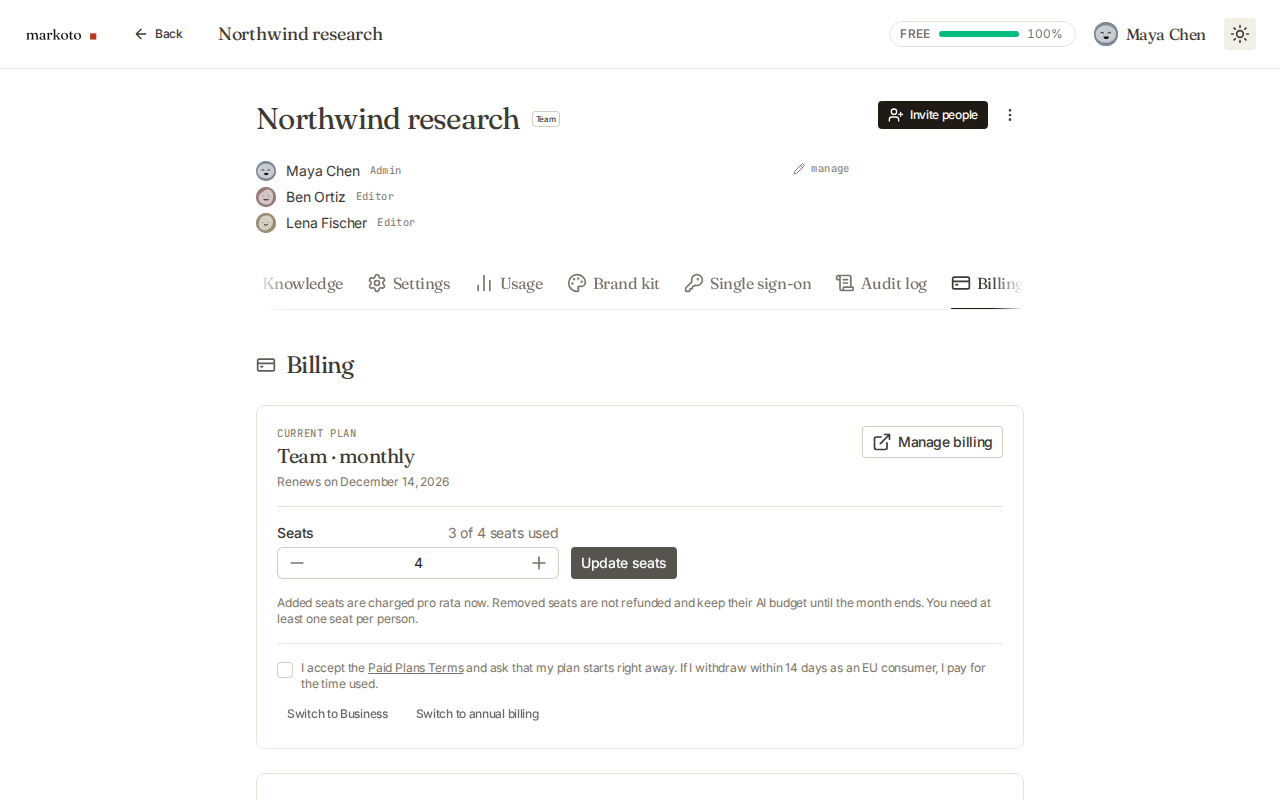 markoto
Back
Northwind research
FREE 100%
Maya Chen
Northwind research Team
Invite people
Maya Chen Admin
manage
Ben Ortiz Editor
Lena Fischer Editor
Knowledge Settings Usage Brand kit Single sign-on Audit log Billing
Billing
CURRENT PLAN
Team · monthly
Manage billing
Renews on December 14, 2026
Seats 3 of 4 seats used
4 Update seats
Added seats are charged pro rata now. Removed seats are not refunded and keep their AI budget until the month ends. You need at
least one seat per person.
I accept the Paid Plans Terms and ask that my plan starts right away. If I withdraw within 14 days as an EU consumer, I pay for
the time used.
Switch to Business Switch to annual billing